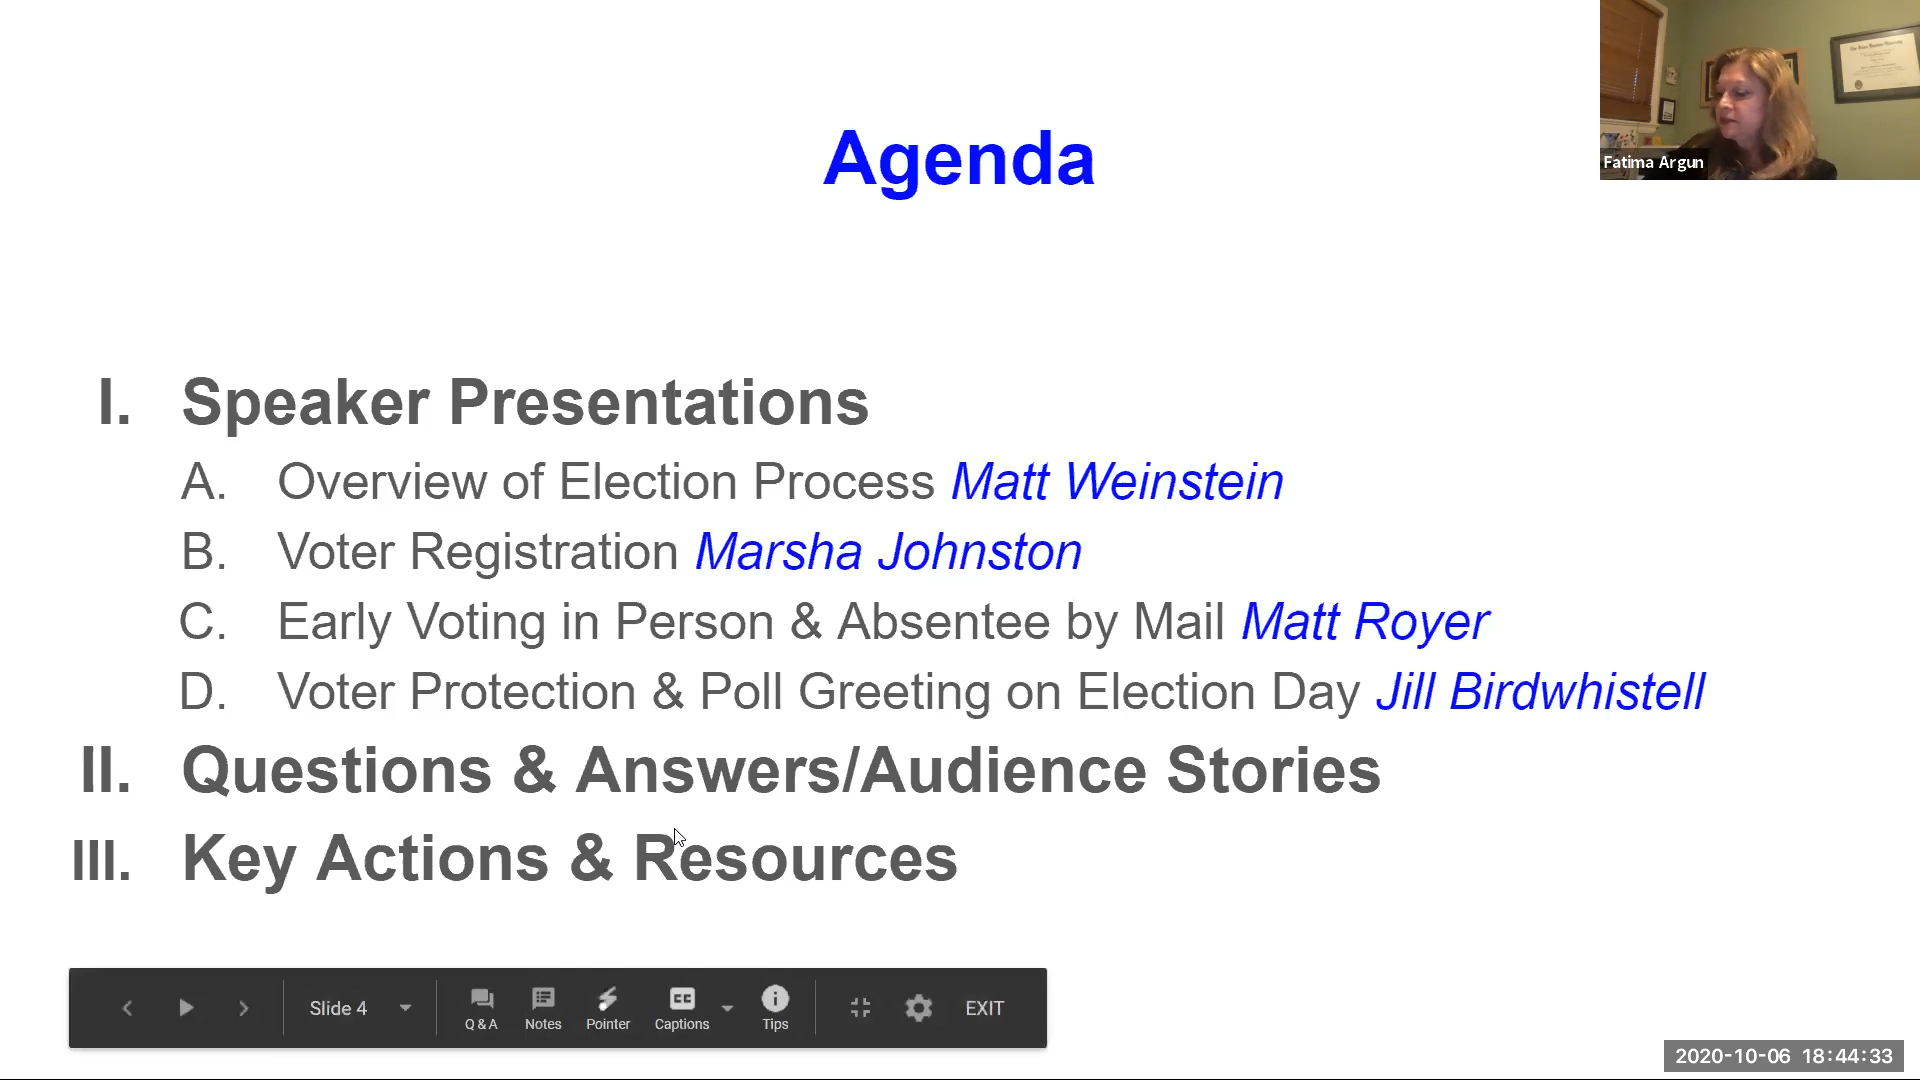 Agenda
Fatima Argun
I. Speaker Presentations
A. Overview of Election Process Matt Weinstein
B. Voter Registration Marsha Johnston
C. Early Voting in Person & Absentee by Mail Matt Royer
D. Voter Protection & Poll Greeting on Election Day Jill Birdwhistell
II. Questions & Answers/Audience Stories
III. Key Actions & Resources
Slide 4 Q & A Notes Pointer CC Captions Tips EXIT
2020-10-06 18:44:33